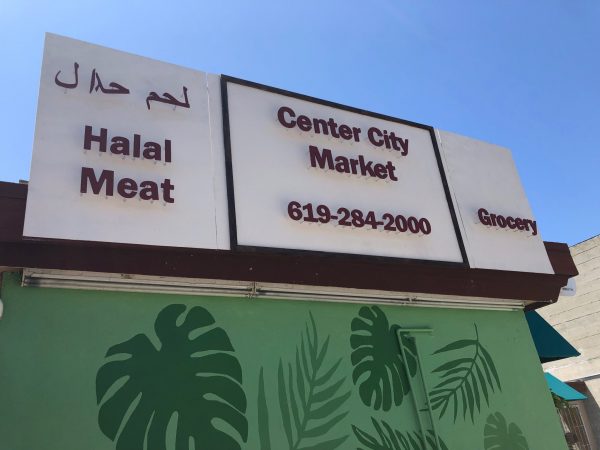 لحم حلال
Halal
Meat
Center City
Market
619-284-2000
Grocery